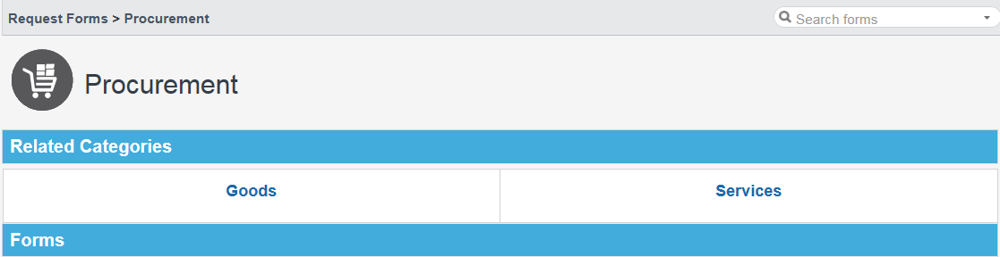 Request Forms > Procurement
Search forms
Procurement
Related Categories
Goods
Services
Forms